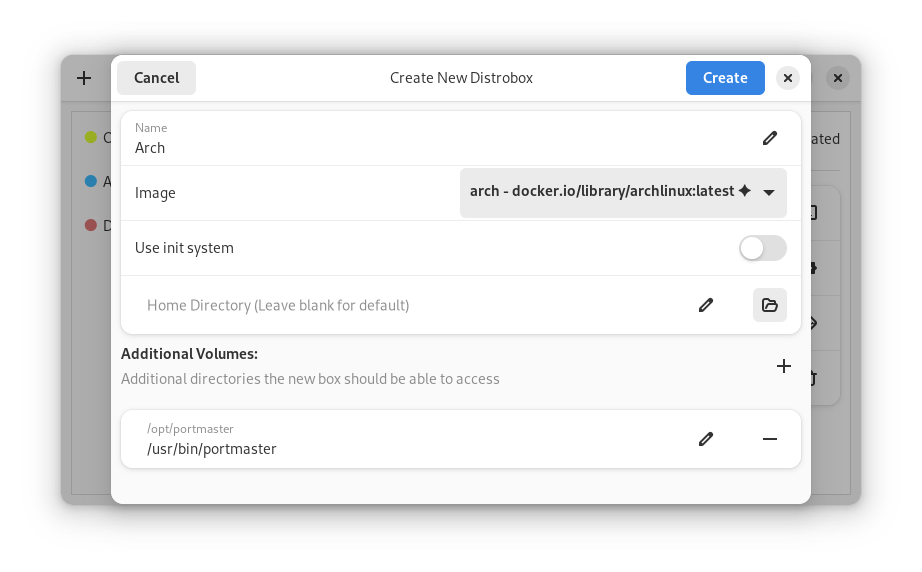 Cancel
Create New Distrobox
Create
Name
Arch
Image
arch - docker.io/library/archlinux:latest ✦
Use init system
Home Directory (Leave blank for default)
Additional Volumes:
Additional directories the new box should be able to access
/opt/portmaster
/usr/bin/portmaster